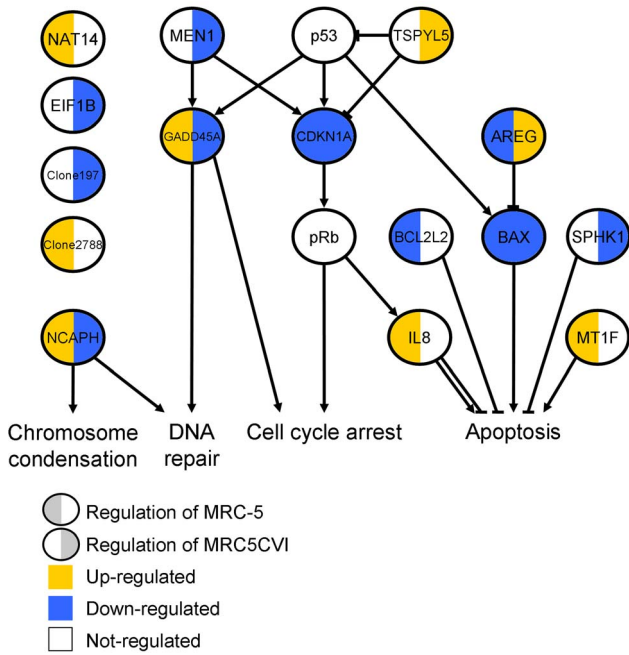 NAT14
MEN1
p53
TSPYL5
EIF1B
GADD45A
CDKN1A
AREG
Clone197
Clone2788
pRb
BCL2L2
BAX
SPHK1
NCAPH
IL8
MT1F
Chromosome
condensation
DNA
repair
Cell cycle arrest
Apoptosis
Regulation of MRC-5
Regulation of MRC5CVI
Up-regulated
Down-regulated
Not-regulated